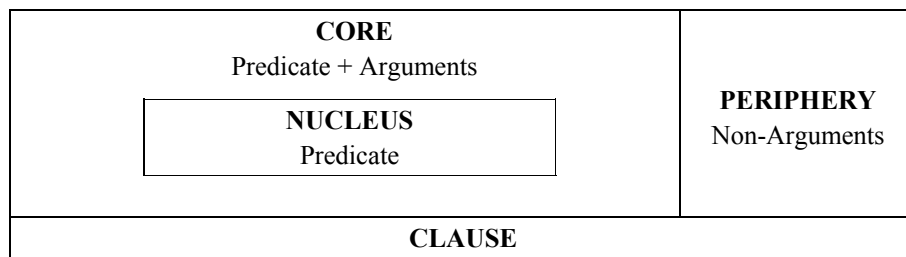 CORE
Predicate + Arguments
NUCLEUS
Predicate
PERIPHERY
Non-Arguments
CLAUSE